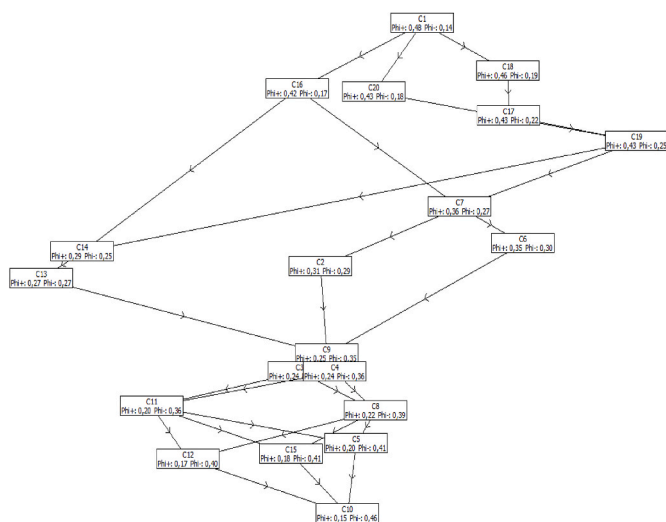 C1
Phi+: 0,48 Phi-: 0,14
C18
Phi+: 0,46 Phi-: 0,19
C16
Phi+: 0,42 Phi-: 0,17
C20
Phi+: 0,43 Phi-: 0,18
C17
Phi+: 0,43 Phi-: 0,22
C19
Phi+: 0,43 Phi-: 0,25
C7
Phi+: 0,36 Phi-: 0,27
C6
Phi+: 0,35 Phi-: 0,30
C14
Phi+: 0,29 Phi-: 0,25
C2
Phi+: 0,31 Phi-: 0,29
C13
Phi+: 0,27 Phi-: 0,27
C9
Phi+: 0,25 Phi-: 0,35
C3
Phi+: 0,24
C4
Phi+: 0,24 Phi-: 0,36
C11
Phi+: 0,20 Phi-: 0,36
C8
Phi+: 0,22 Phi-: 0,39
C5
Phi+: 0,20 Phi-: 0,41
C15
Phi+: 0,18 Phi-: 0,41
C12
Phi+: 0,17 Phi-: 0,40
C10
Phi+: 0,15 Phi-: 0,46